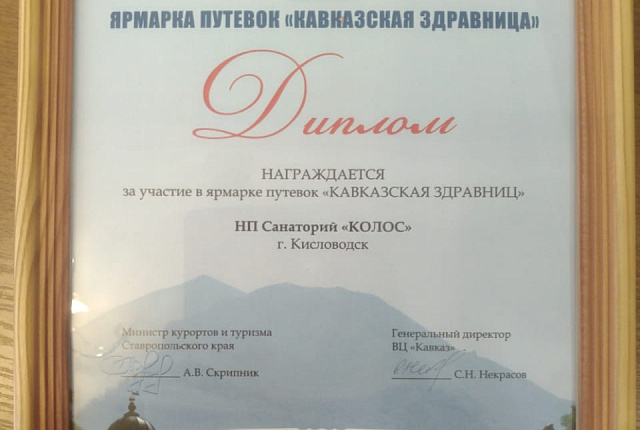 ЯРМАРКА ПУТЕВОК «КАВКАЗСКАЯ ЗДРАВНИЦА»
Диплом
НАГРАЖДАЕТСЯ
за участие в ярмарке путевок «КАВКАЗСКАЯ ЗДРАВНИЦ»
НП Санаторий «КОЛОС»
г. Кисловодск
Министр курортов и туризма
Ставропольского края
А.В. Скрипник
Генеральный директор
ВЦ «Кавказ»
С.Н. Некрасов